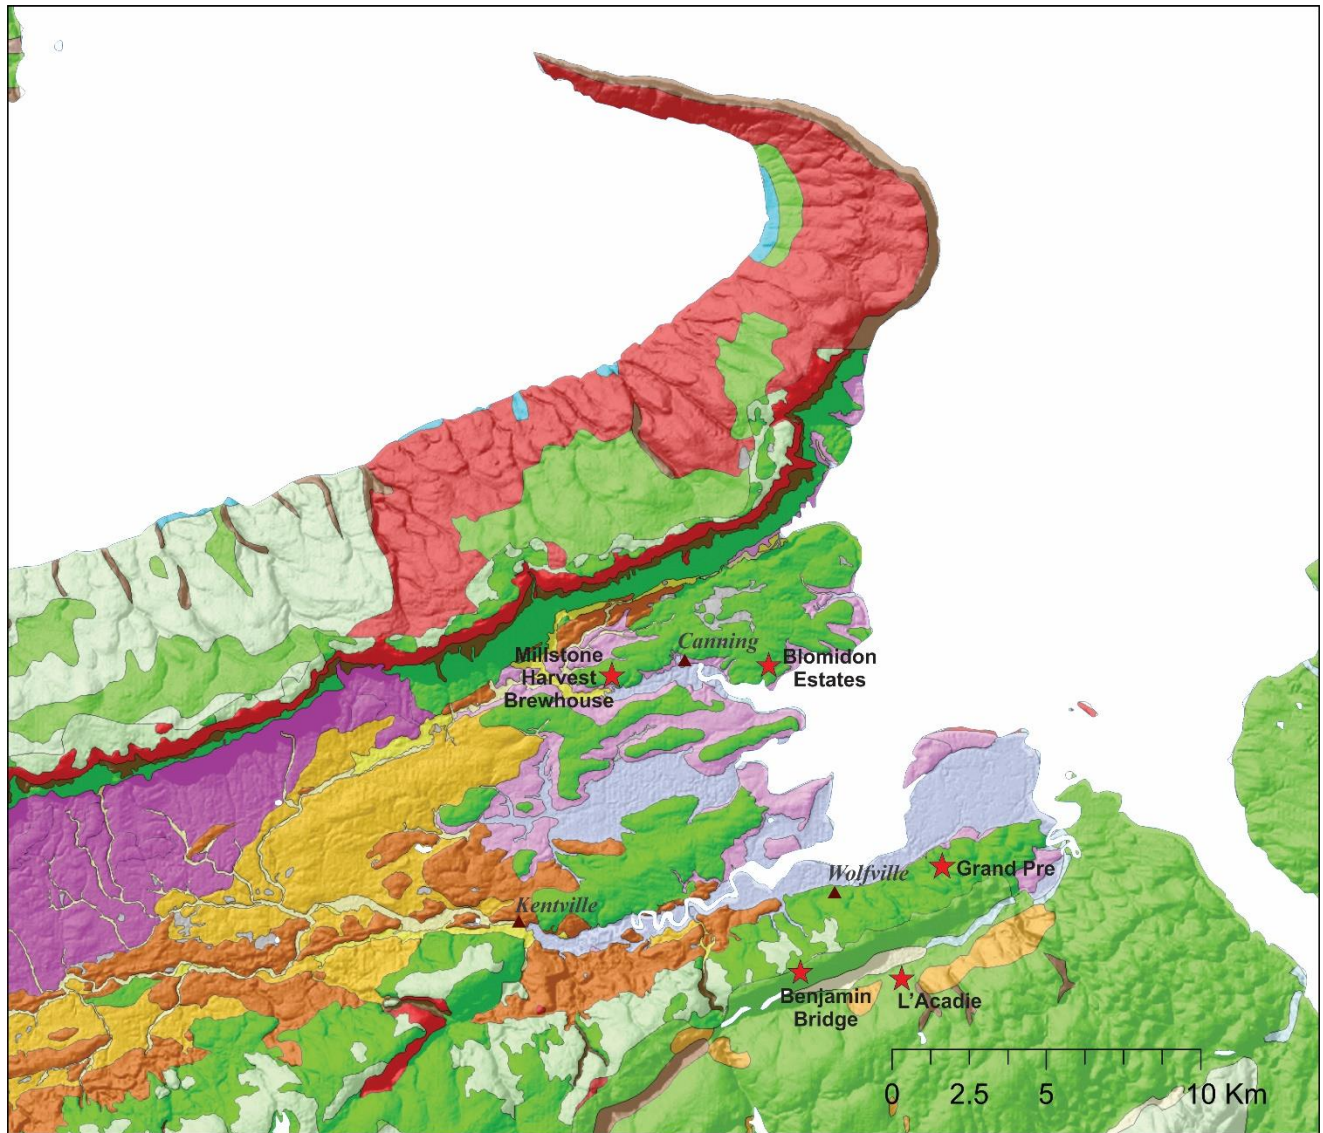 Canning
Millstone
Harvest
Brewhouse
Blomidon
Estates
Wolfville
Grand Pre
Kentville
Benjamin
Bridge
L'Acadie
0 2.5 5 10 Km